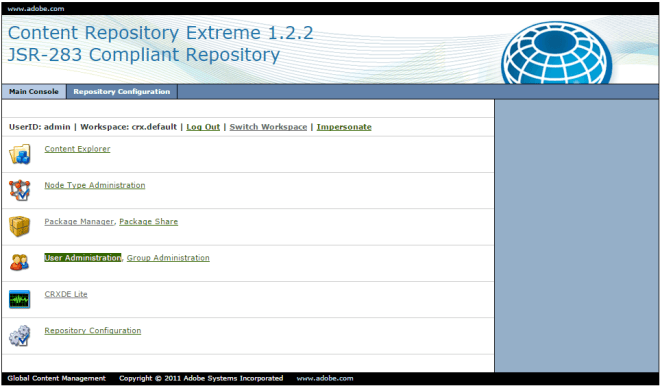 www.adobe.com
Content Repository Extreme 1.2.2
JSR-283 Compliant Repository
Main Console Repository Configuration
UserID: admin | Workspace: crx.default | Log Out | Switch Workspace | Impersonate
Content Explorer
Node Type Administration
Package Manager, Package Share
User Administration, Group Administration
CRXDE Lite
Repository Configuration
Global Content Management Copyright © 2011 Adobe Systems Incorporated www.adobe.com